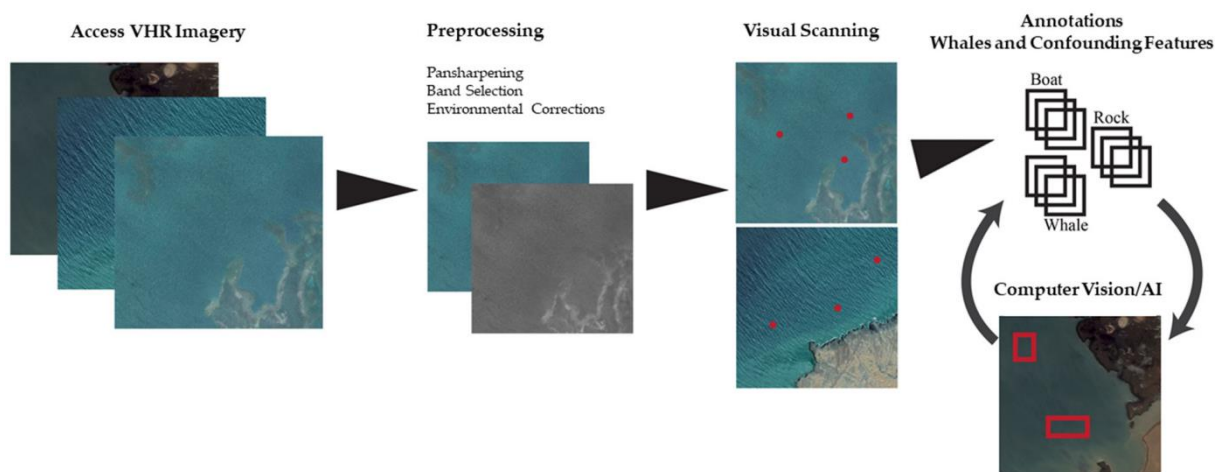 Access VHR Imagery
Preprocessing
Pansharpening
Band Selection
Environmental Corrections
Visual Scanning
Annotations
Whales and Confounding Features
Boat
Rock
Whale
Computer Vision/AI